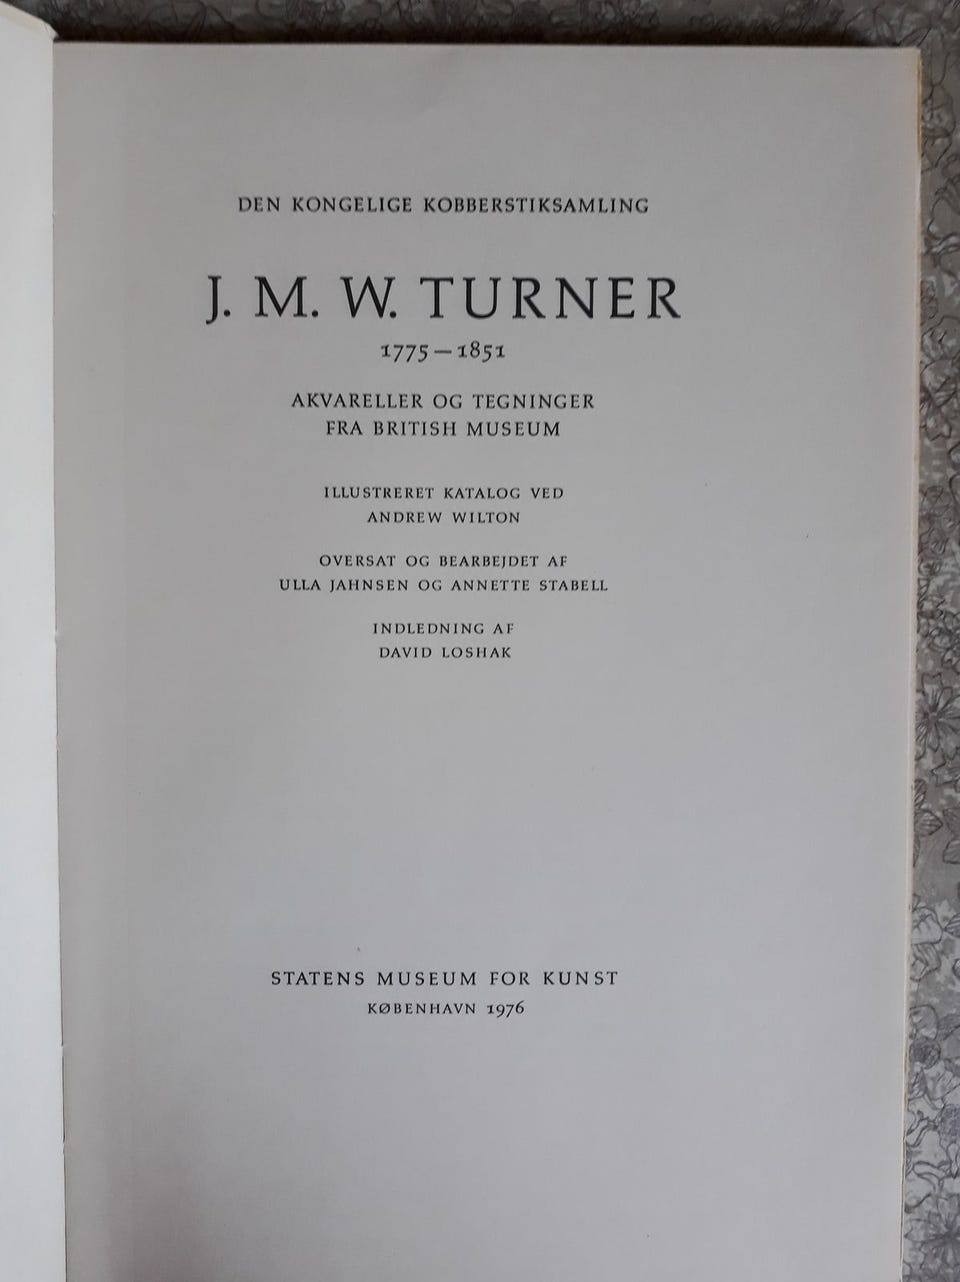 DEN KONGELIGE KOBBERSTIKSAMLING
J. M. W. TURNER
1775 — 1851
AKVARELLER OG TEGNINGER
FRA BRITISH MUSEUM
ILLUSTRERET KATALOG VED
ANDREW WILTON
OVERSAT OG BEARBEJDET AF
ULLA JAHNSEN OG ANNETTE STABELL
INDLEDNING AF
DAVID LOSHAK
STATENS MUSEUM FOR KUNST
KØBENHAVN 1976